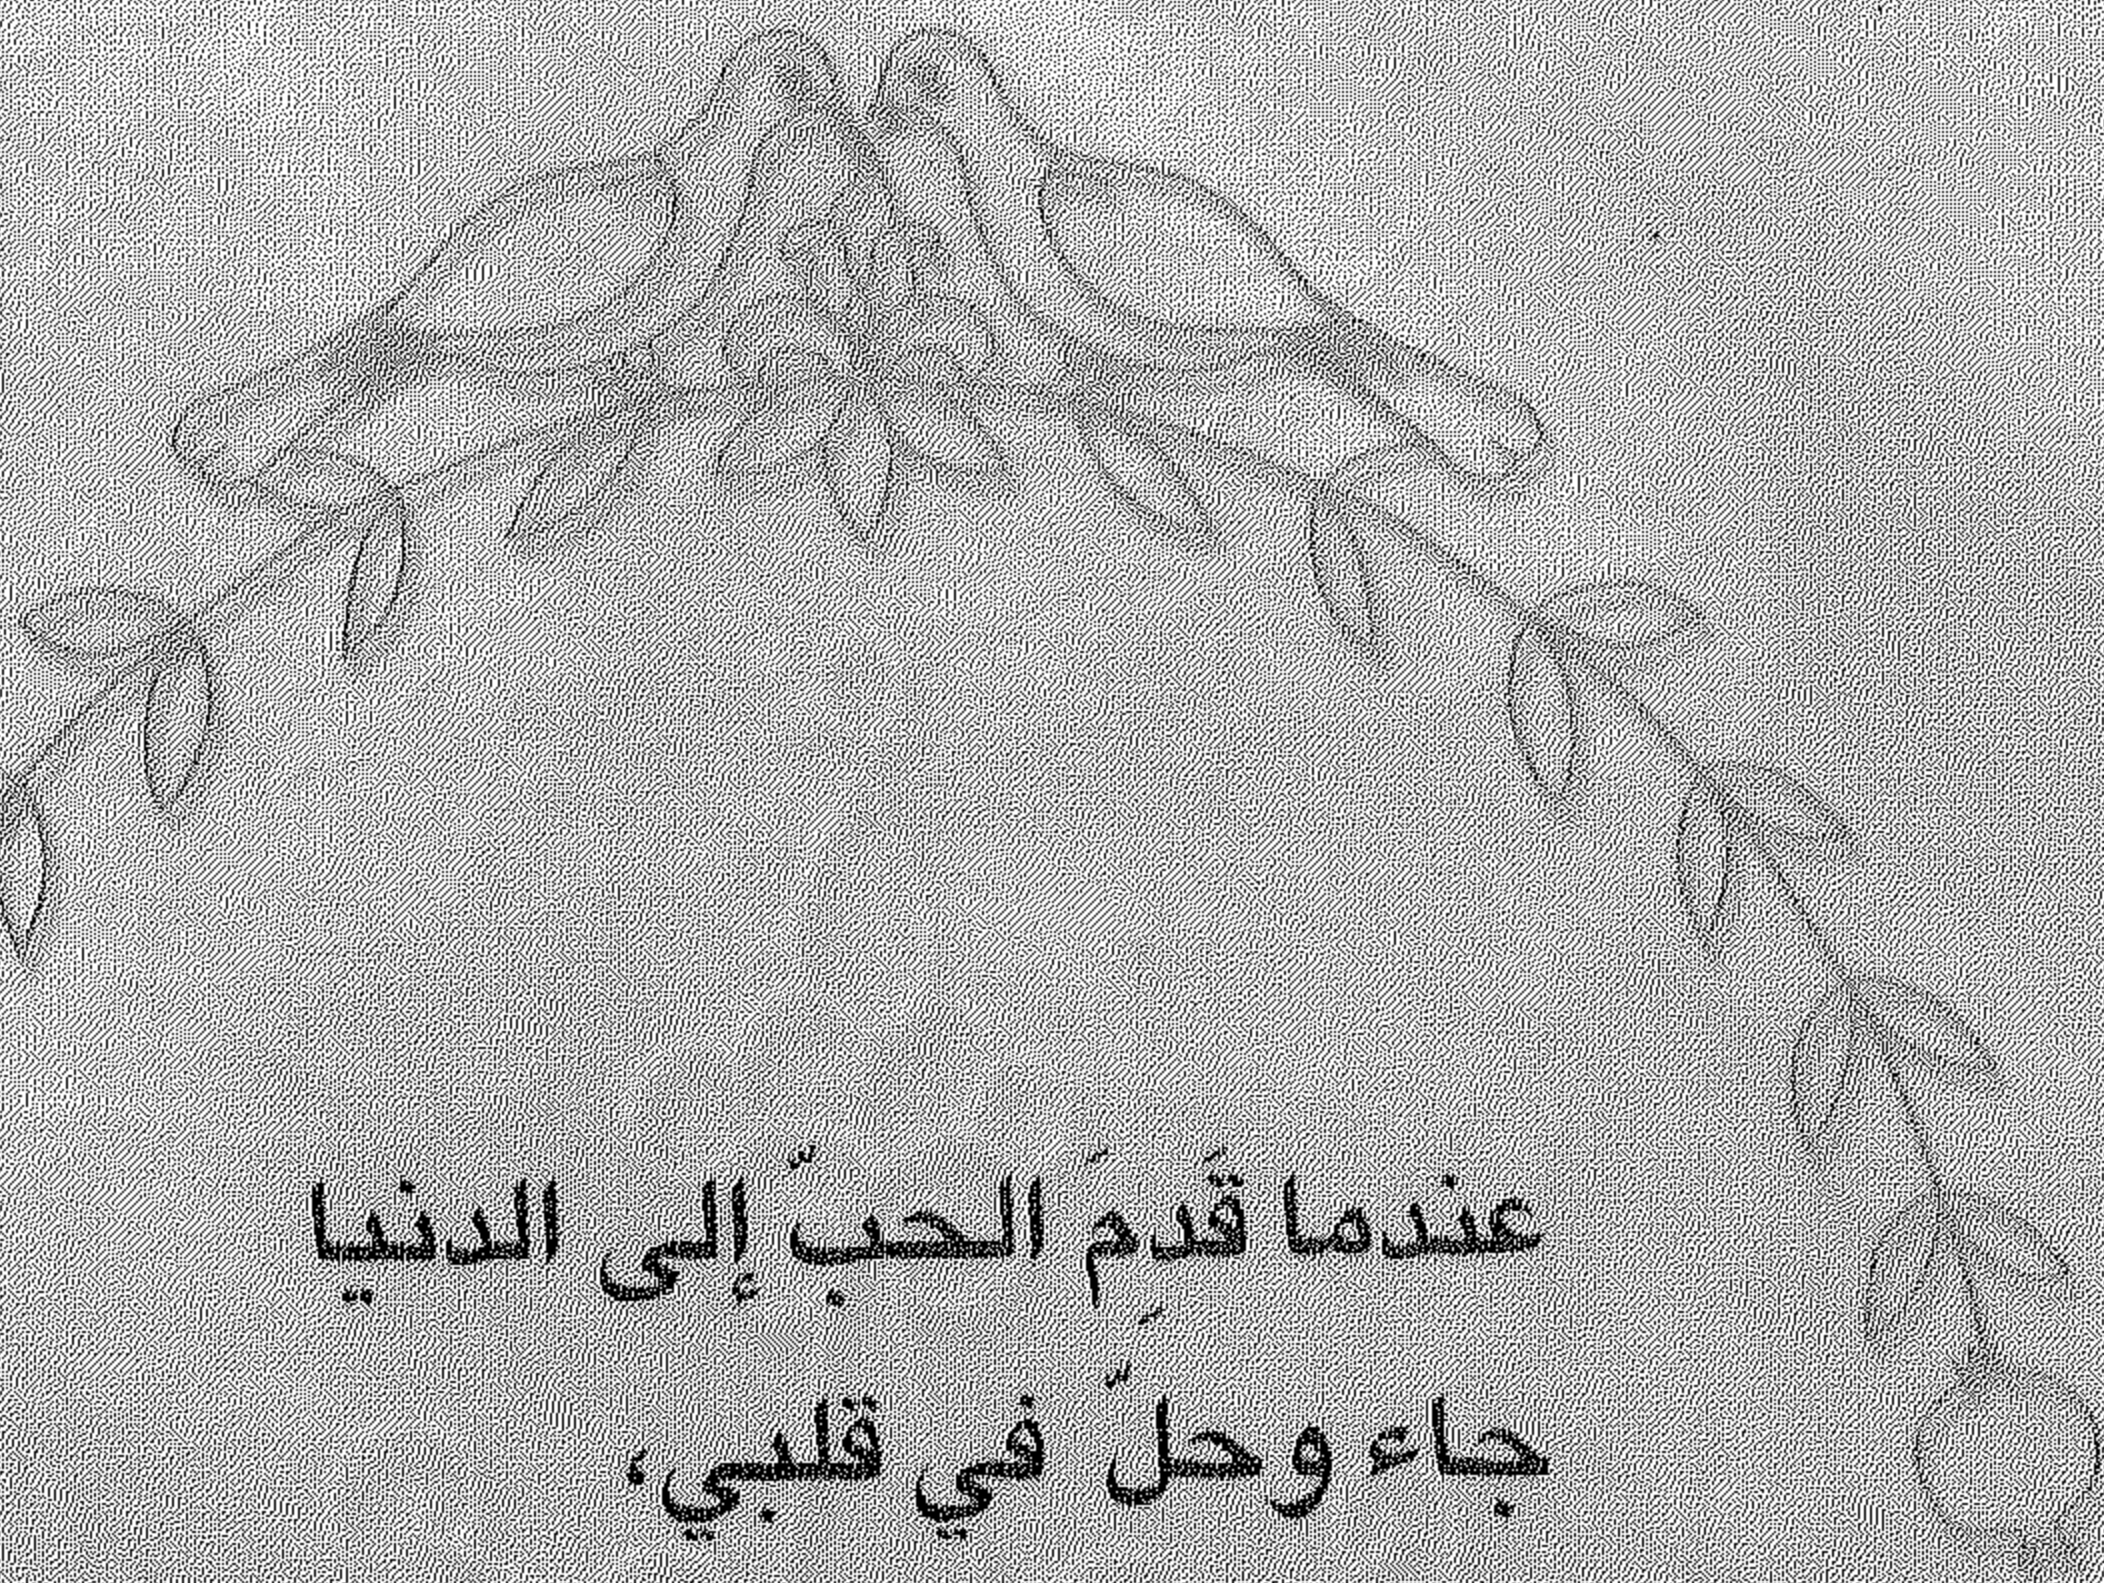 عندما قَدِمَ الحبّ إلى الدنيا
جاء وحلّ في قلبي،